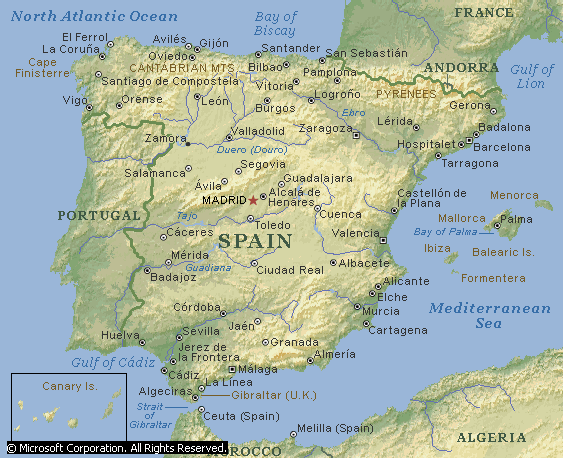 North Atlantic Ocean
Bay of
Biscay
FRANCE
El Ferrol
La Coruña
Avilés
Gijón
Oviedo
Santander
San Sebastián
Bilbao
Cape
Finisterre
CANTABRIAN MTS.
Pamplona
ANDORRA
Gulf of
Lion
Santiago de Compostela
Vitoria
PYRENEES
Vigo
Orense
León
Burgos
Logroño
Gerona
Ebro
Zamora
Valladolid
Zaragoza
Lérida
Badalona
Duero (Douro)
Hospitalet
Barcelona
Salamanca
Segovia
Tarragona
Ávila
Guadalajara
MADRID
Alcalá de
Henares
Castellón de
la Plana
Menorca
PORTUGAL
Tajo
Toledo
Cuenca
Mallorca
Palma
Bay of Palma
Cáceres
SPAIN
Valencia
Ibiza
Balearic Is.
Mérida
Guadiana
Badajoz
Ciudad Real
Albacete
Formentera
Alicante
Elche
Córdoba
Murcia
Mediterranean
Sea
Huelva
Sevilla
Jaén
Cartagena
Gulf of Cádiz
Jerez de
la Frontera
Granada
Almería
Cádiz
Málaga
Canary Is.
Algeciras
La Línea
Gibraltar (U.K.)
Strait
of
Gibraltar
Ceuta (Spain)
Melilla (Spain)
ALGERIA
© Microsoft Corporation. All Rights Reserved.
ROCCO